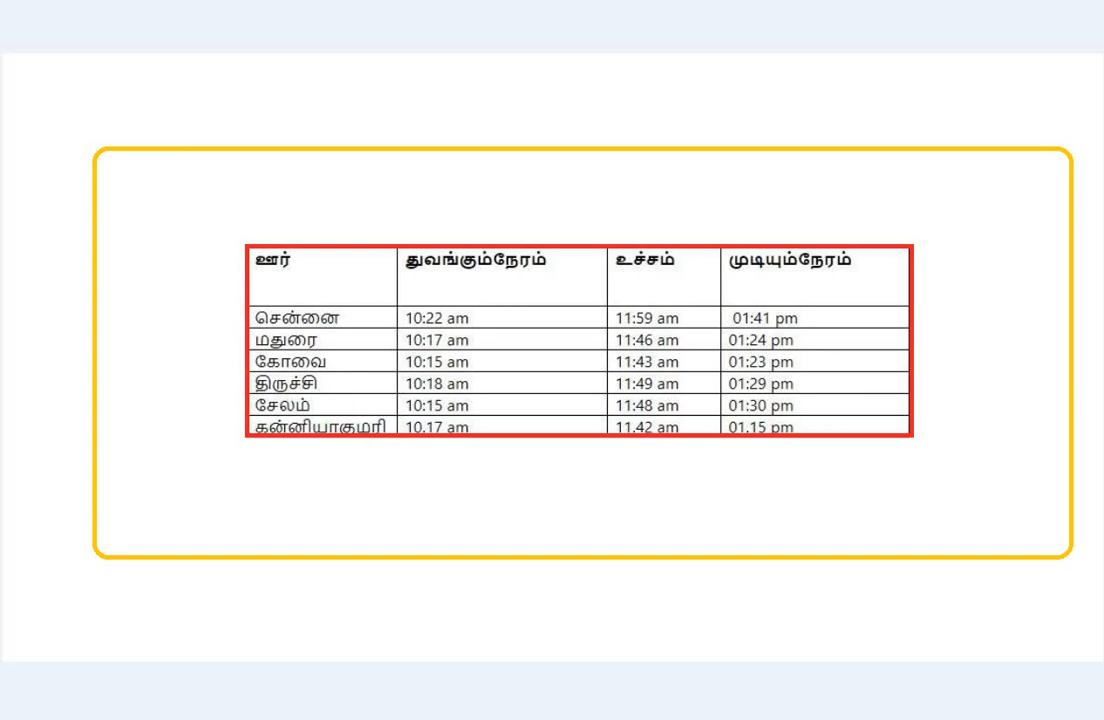 ஊர் துவங்கும்நேரம் உச்சம் முடியும்நேரம்
சென்னை 10:22 am 11:59 am 01:41 pm
மதுரை 10:17 am 11:46 am 01:24 pm
கோவை 10:15 am 11:43 am 01:23 pm
திருச்சி 10:18 am 11:49 am 01:29 pm
சேலம் 10:15 am 11:48 am 01:30 pm
கன்னியாகுமரி 10.17 am 11.42 am 01.15 pm